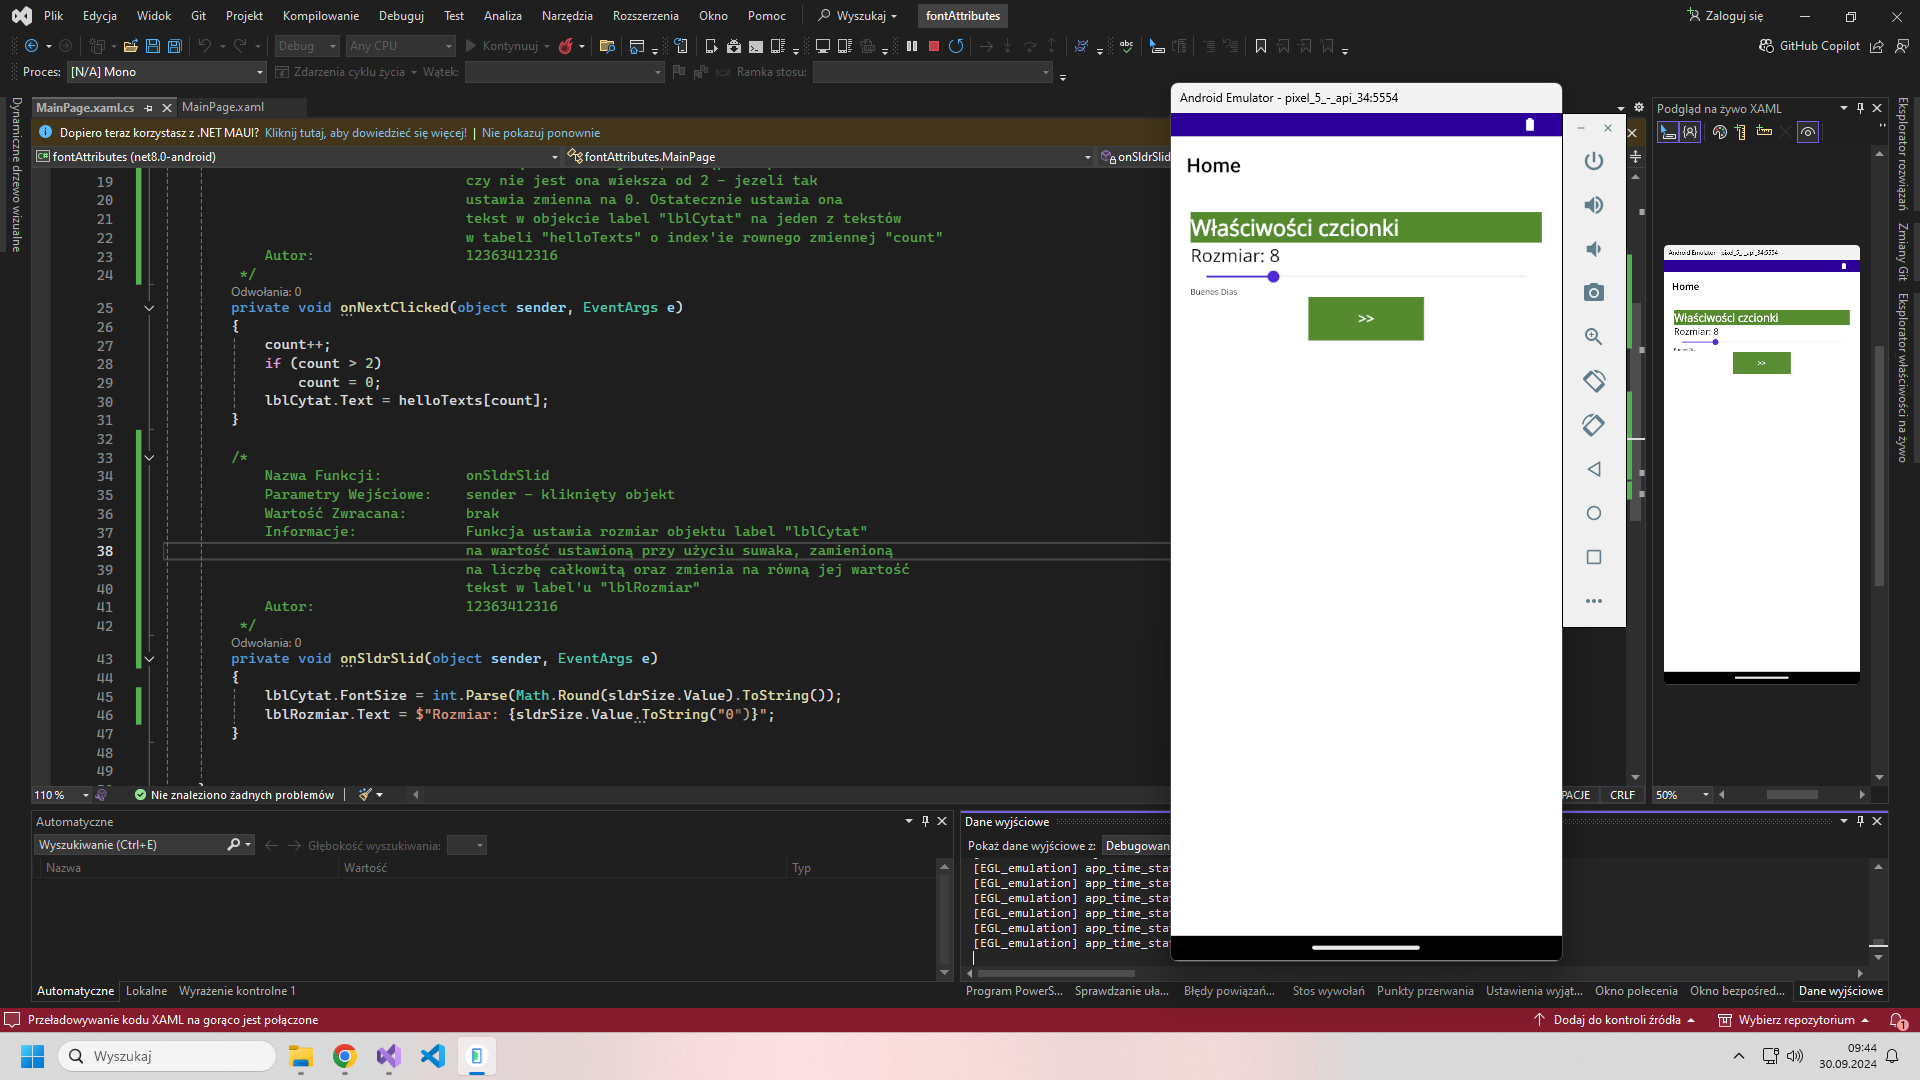 Plik Edycja Widok Git Projekt Kompilowanie Debuguj Test Analiza Narzędzia Rozszerzenia Okno Pomoc Wyszukaj fontAttributes Zaloguj się
Debug Any CPU Kontynuuj GitHub Copilot
Proces: [N/A] Mono Zdarzenia cyklu życia Wątek: Ramka stosu:
Dynamiczne drzewo wizualne
MainPage.xaml.cs MainPage.xaml
Dopiero teraz korzystasz z .NET MAUI? Kliknij tutaj, aby dowiedzieć się więcej! | Nie pokazuj ponownie
C# fontAttributes (net8.0-android) fontAttributes.MainPage onSldrSlid
19 czy nie jest ona wieksza od 2 - jezeli tak
20 ustawia zmienna na 0. Ostatecznie ustawia ona
21 tekst w objekcie label "lblCytat" na jeden z tekstów
22 w tabeli "helloTexts" o index'ie rownego zmiennej "count"
23 Autor: 12363412316
24 */
Odwołania: 0
25 private void onNextClicked(object sender, EventArgs e)
26 {
27 count++;
28 if (count > 2)
29 count = 0;
30 lblCytat.Text = helloTexts[count];
31 }
32
33 /*
34 Nazwa Funkcji: onSldrSlid
35 Parametry Wejściowe: sender - kliknięty objekt
36 Wartość Zwracana: brak
37 Informacje: Funkcja ustawia rozmiar objektu label "lblCytat"
38 na wartość ustawioną przy użyciu suwaka, zamienioną
39 na liczbę całkowitą oraz zmienia na równą jej wartość
40 tekst w label'u "lblRozmiar"
41 Autor: 12363412316
42 */
Odwołania: 0
43 private void onSldrSlid(object sender, EventArgs e)
44 {
45 lblCytat.FontSize = int.Parse(Math.Round(sldrSize.Value).ToString());
46 lblRozmiar.Text = $"Rozmiar: {sldrSize.Value.ToString("0")}";
47 }
48
49
110 % Nie znaleziono żadnych problemów
PACJE CRLF
Android Emulator - pixel_5_-_api_34:5554
Home
Właściwości czcionki
Rozmiar: 8
Buenos Dias
>>
Podgląd na żywo XAML
Android Emulator - pixel_5_-_api_34:5554
Home
Właściwości czcionki
Rozmiar: 8
>>
50%
Eksplorator rozwiązań
Zmiany Git
Eksplorator właściwości na żywo
Automatyczne
Wyszukiwanie (Ctrl+E) Głębokość wyszukiwania:
Nazwa Wartość Typ
Automatyczne Lokalne Wyrażenie kontrolne 1
Dane wyjściowe
Pokaż dane wyjściowe z: Debugowan
[EGL_emulation] app_time_sta
[EGL_emulation] app_time_sta
[EGL_emulation] app_time_sta
[EGL_emulation] app_time_sta
[EGL_emulation] app_time_sta
[EGL_emulation] app_time_sta
Program PowerS... Sprawdzanie uła... Błędy powiązań... Stos wywołań Punkty przerwania Ustawienia wyjąt... Okno polecenia Okno bezpośred... Dane wyjściowe
Przeładowywanie kodu XAML na gorąco jest połączone Dodaj do kontroli źródła Wybierz repozytorium 1
Wyszukaj
09:44
30.09.2024